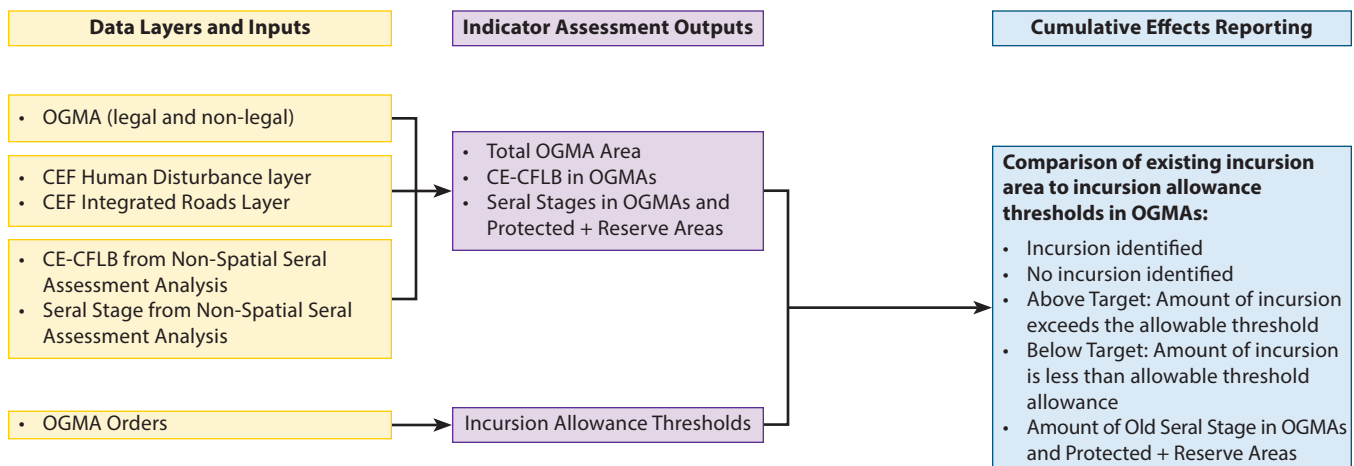 Data Layers and Inputs
Indicator Assessment Outputs
Cumulative Effects Reporting
• OGMA (legal and non-legal)
• CEF Human Disturbance layer
• CEF Integrated Roads Layer
• CE-CFLB from Non-Spatial Seral
Assessment Analysis
• Seral Stage from Non-Spatial Seral
Assessment Analysis
• OGMA Orders
• Total OGMA Area
• CE-CFLB in OGMAs
• Seral Stages in OGMAs and
Protected + Reserve Areas
Incursion Allowance Thresholds
Comparison of existing incursion
area to incursion allowance
thresholds in OGMAs:
• Incursion identified
• No incursion identified
• Above Target: Amount of incursion
exceeds the allowable threshold
• Below Target: Amount of incursion
is less than allowable threshold
allowance
• Amount of Old Seral Stage in OGMAs
and Protected + Reserve Areas